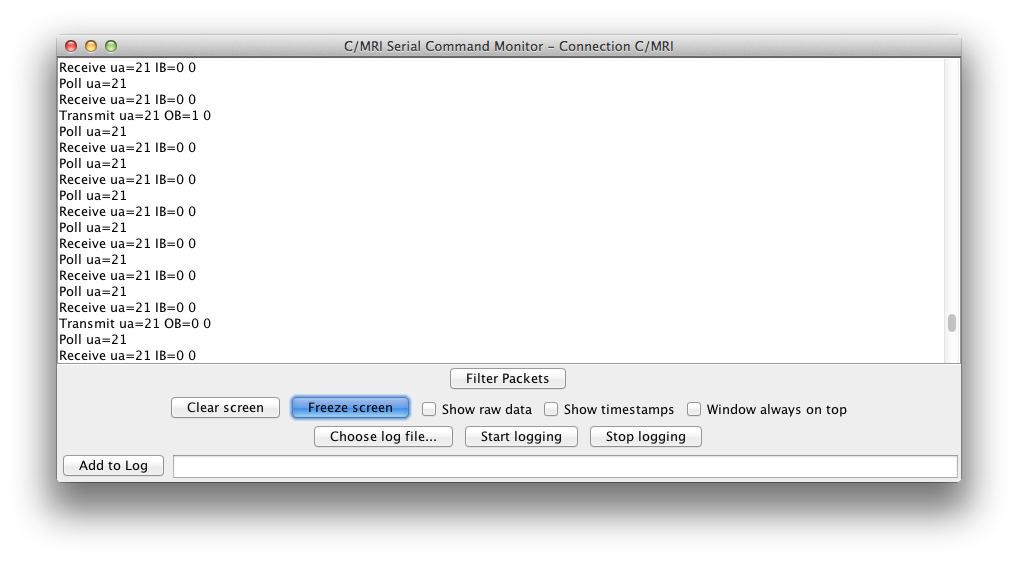 C/MRI Serial Command Monitor - Connection C/MRI
Receive ua=21 IB=0 0
Poll ua=21
Receive ua=21 IB=0 0
Transmit ua=21 OB=1 0
Poll ua=21
Receive ua=21 IB=0 0
Poll ua=21
Receive ua=21 IB=0 0
Poll ua=21
Receive ua=21 IB=0 0
Poll ua=21
Receive ua=21 IB=0 0
Poll ua=21
Receive ua=21 IB=0 0
Poll ua=21
Receive ua=21 IB=0 0
Transmit ua=21 OB=0 0
Poll ua=21
Receive ua=21 IB=0 0
Filter Packets
Clear screen Freeze screen Show raw data Show timestamps Window always on top
Choose log file... Start logging Stop logging
Add to Log